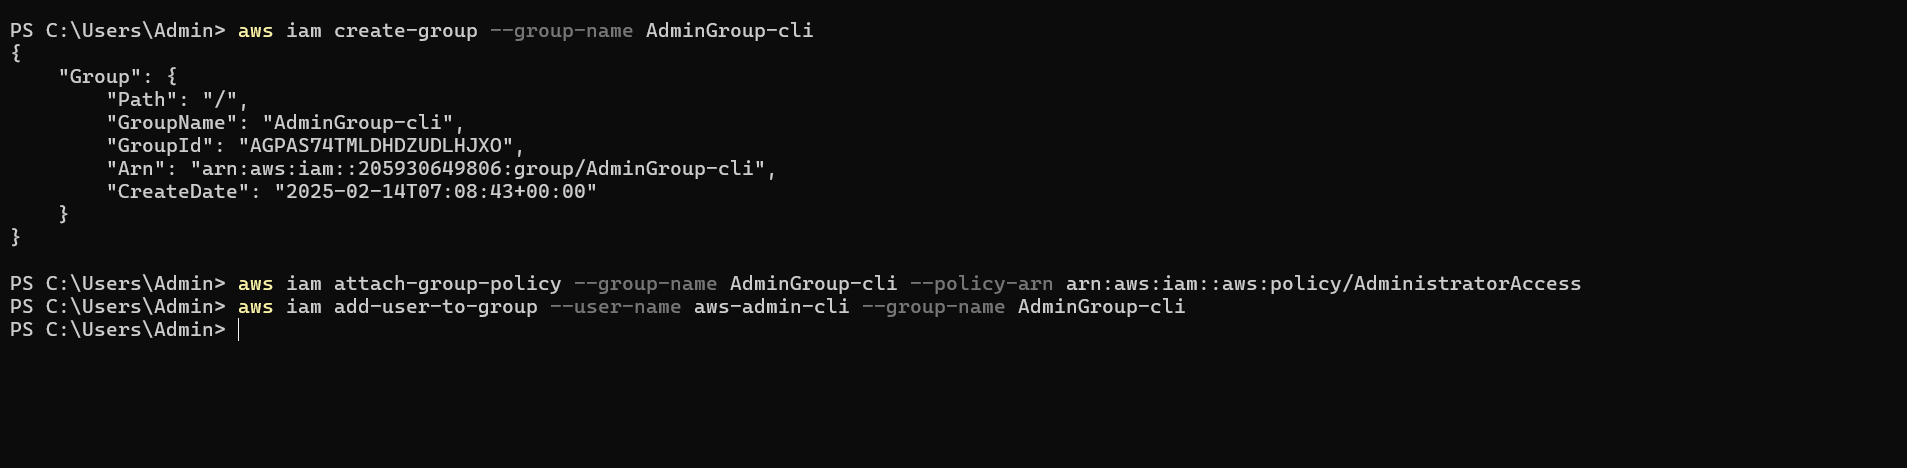 PS C:\Users\Admin> aws iam create-group --group-name AdminGroup-cli
{
    "Group": {
        "Path": "/",
        "GroupName": "AdminGroup-cli",
        "GroupId": "AGPAS74TMLDHDZUDLHJXO",
        "Arn": "arn:aws:iam::205930649806:group/AdminGroup-cli",
        "CreateDate": "2025-02-14T07:08:43+00:00"
    }
}
PS C:\Users\Admin> aws iam attach-group-policy --group-name AdminGroup-cli --policy-arn arn:aws:iam::aws:policy/AdministratorAccess
PS C:\Users\Admin> aws iam add-user-to-group --user-name aws-admin-cli --group-name AdminGroup-cli
PS C:\Users\Admin>